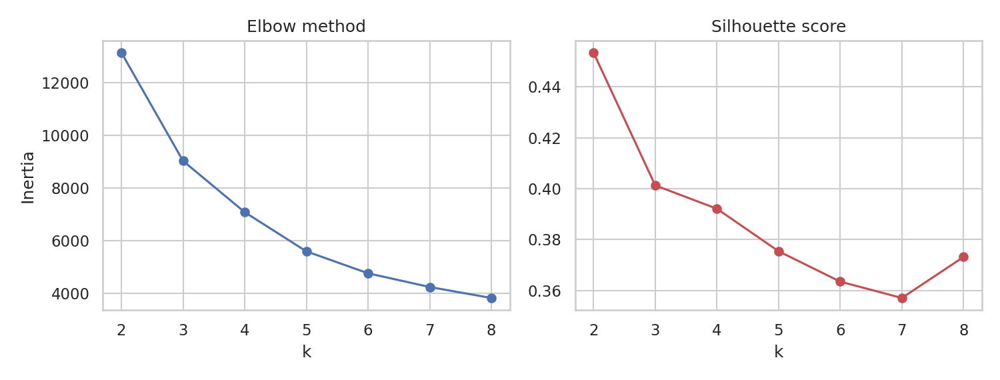 Elbow method
12000
10000
8000
6000
4000
Inertia
2 3 4 5 6 7 8
k
Silhouette score
0.44
0.42
0.40
0.38
0.36
2 3 4 5 6 7 8
k